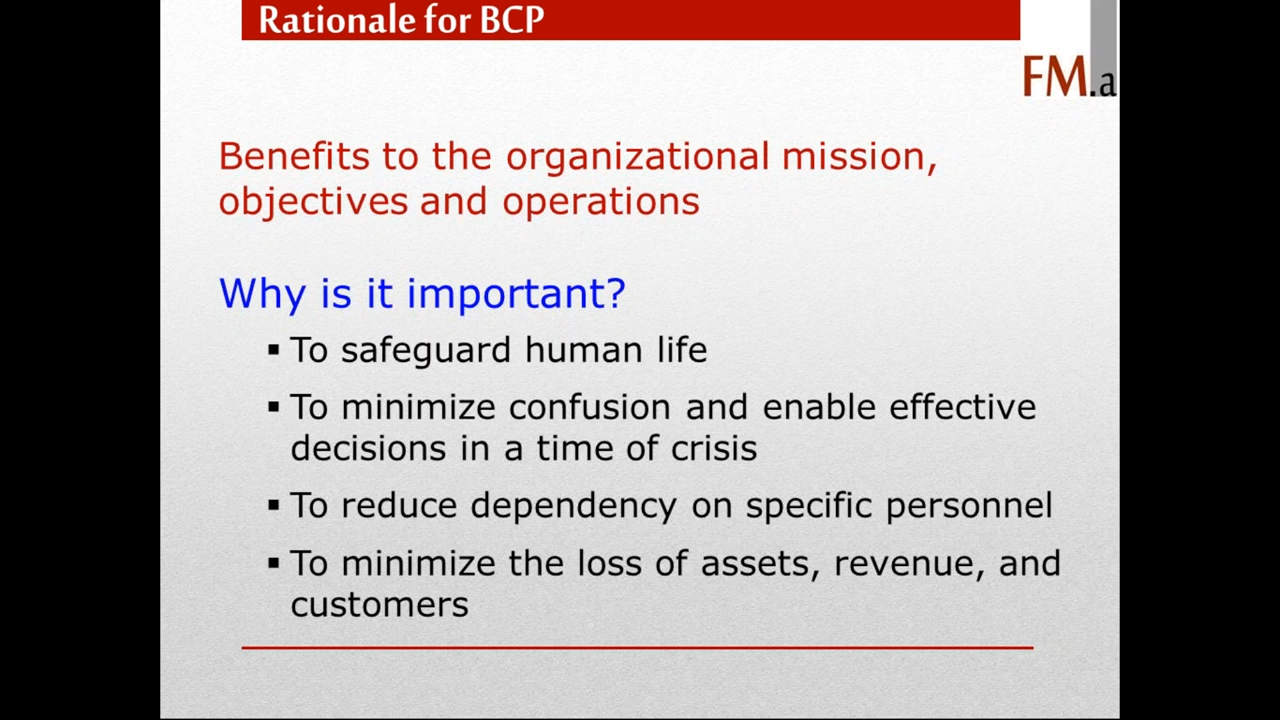 Rationale for BCP
FM.a
Benefits to the organizational mission,
objectives and operations
Why is it important?
▪ To safeguard human life
▪ To minimize confusion and enable effective
decisions in a time of crisis
▪ To reduce dependency on specific personnel
▪ To minimize the loss of assets, revenue, and
customers